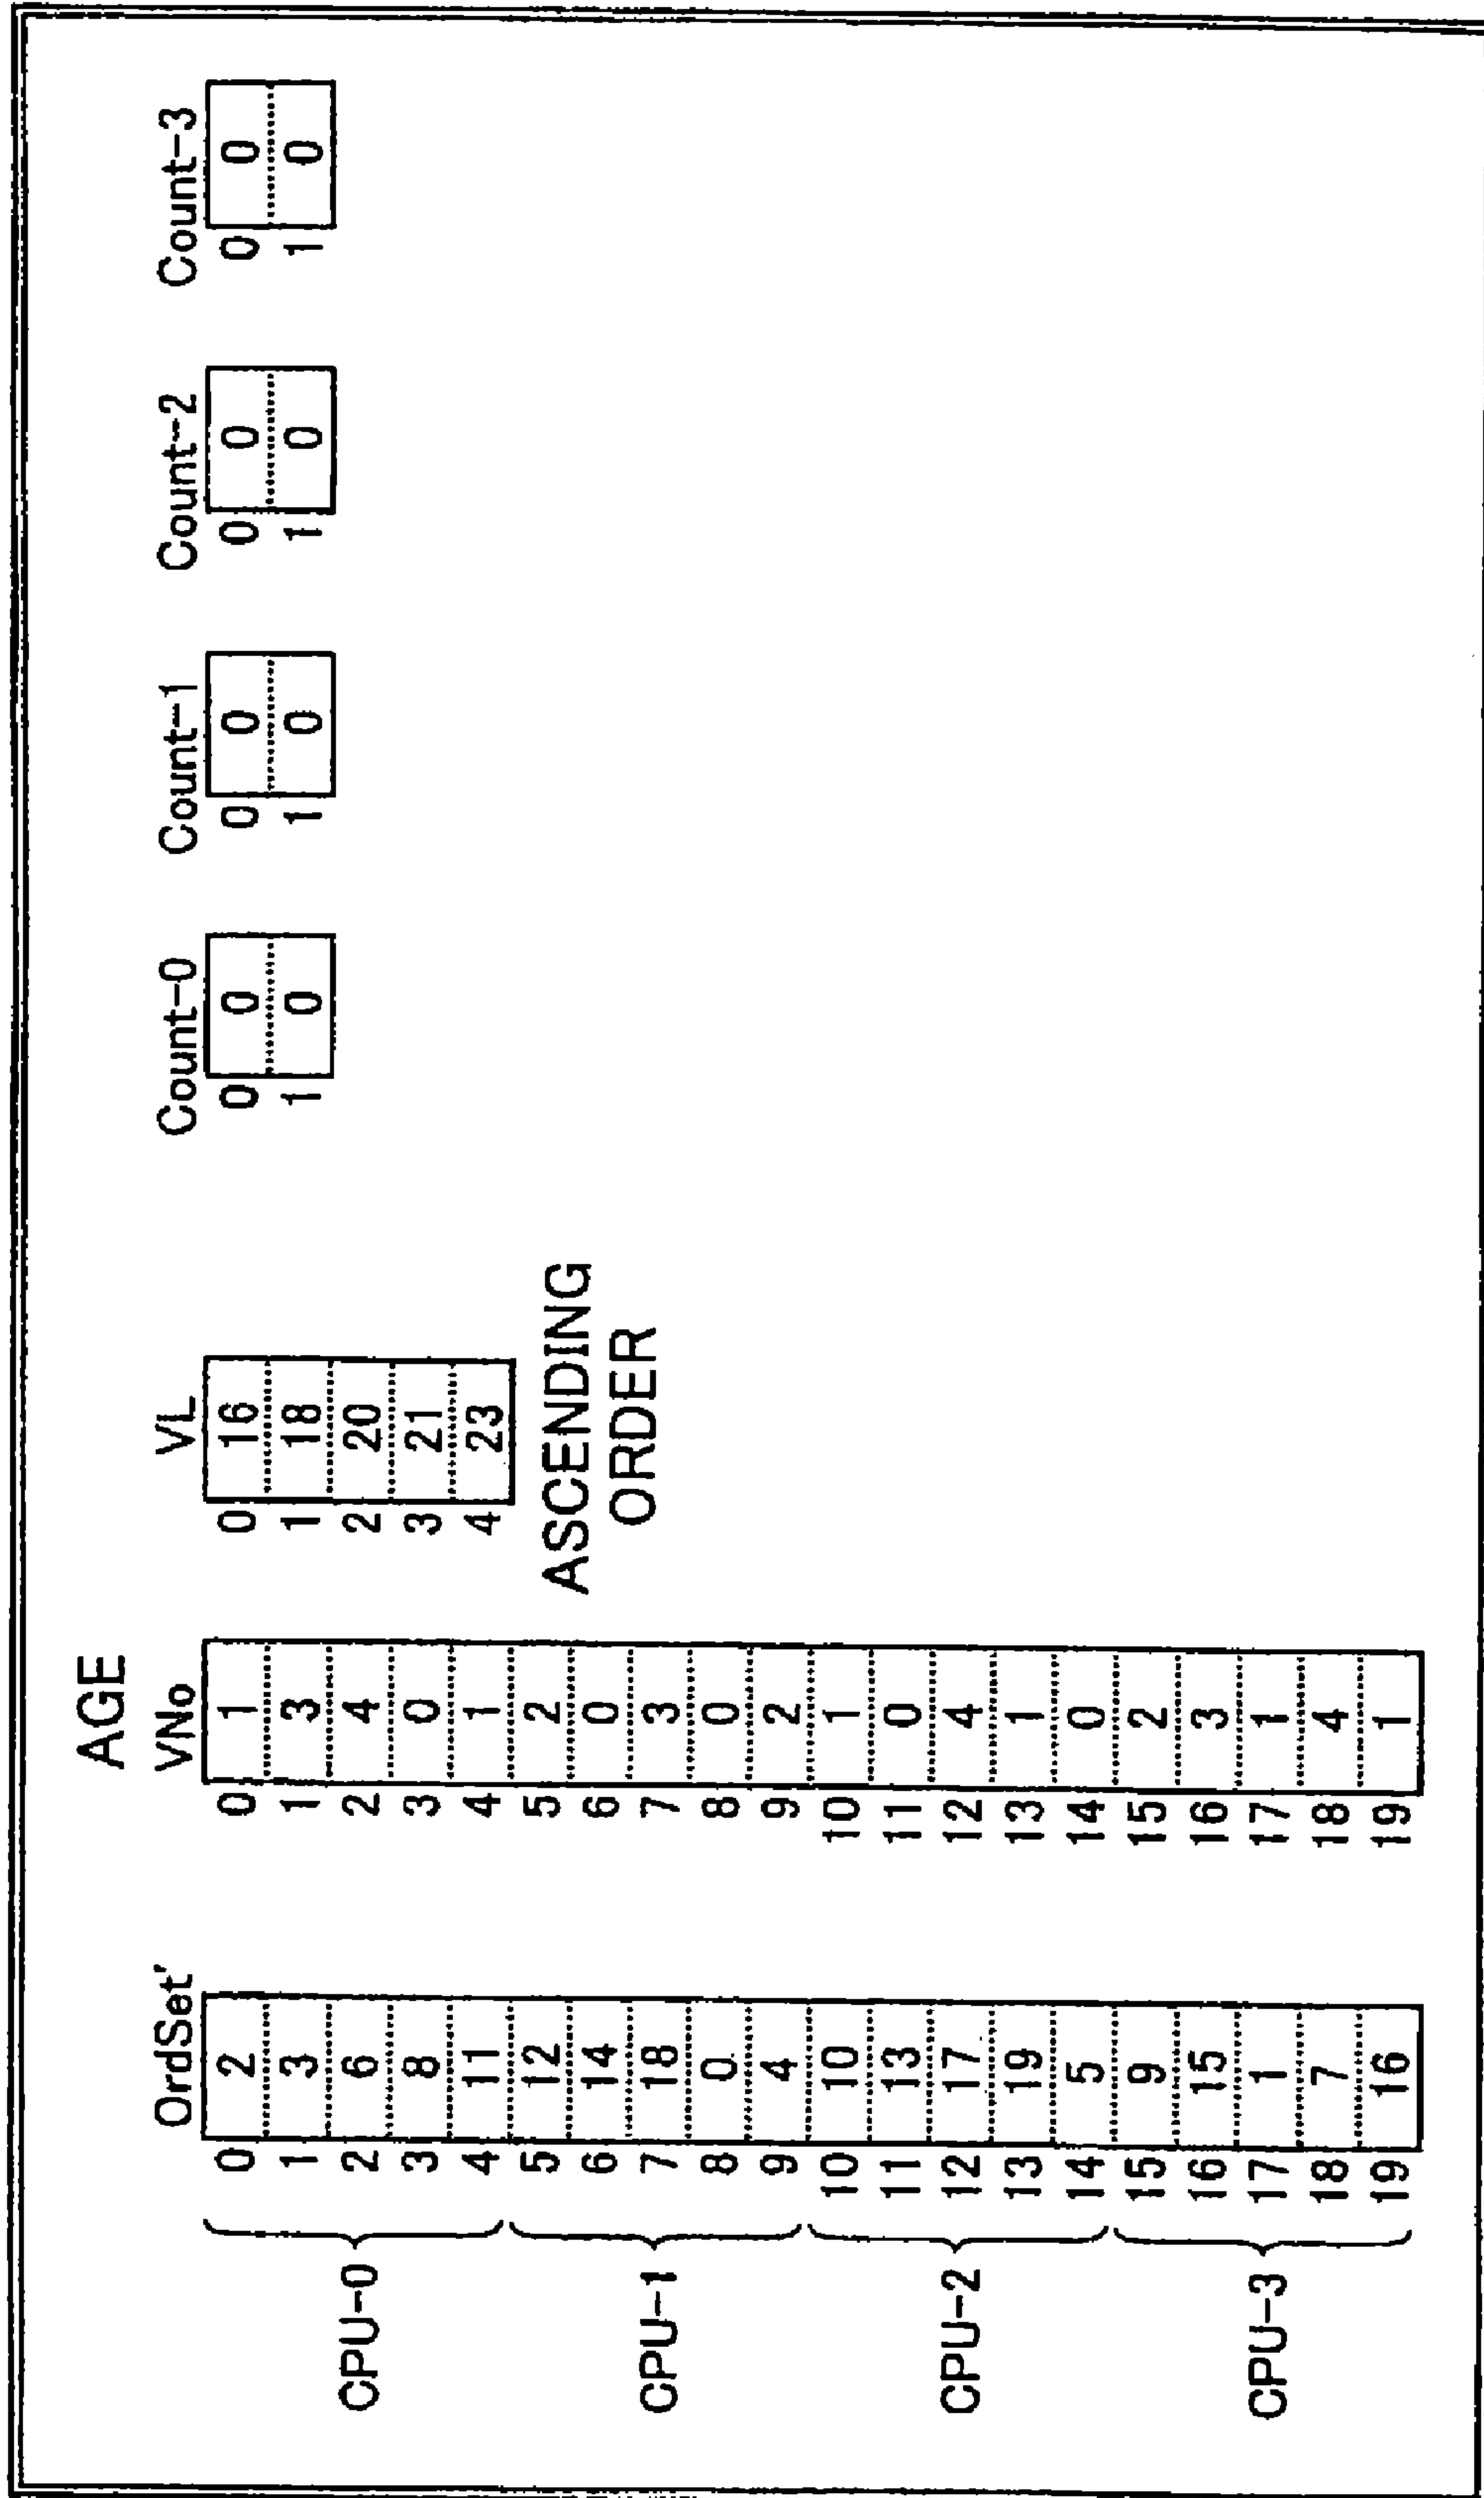 AGE
OrdSet' VNo VL Count-0 Count-1 Count-2 Count-3
0 2 0 1 0 16 0 0 0 0 0 0 0 0
1 3 1 3 1 18 1 0 1 0 1 0 1 0
2 6 2 4 2 20
CPU-0
3 8 3 0 3 21
4 11 4 1 4 23
5 12 5 2
ASCENDING
6 14 6 0
ORDER
7 18 7 3
CPU-1
8 0 8 0
9 4 9 2
10 10 10 1
11 13 11 0
12 17 12 4
CPU-2
13 19 13 1
14 5 14 0
15 9 15 2
16 15 16 3
17 1 17 1
CPU-3
18 7 18 4
19 16 19 1